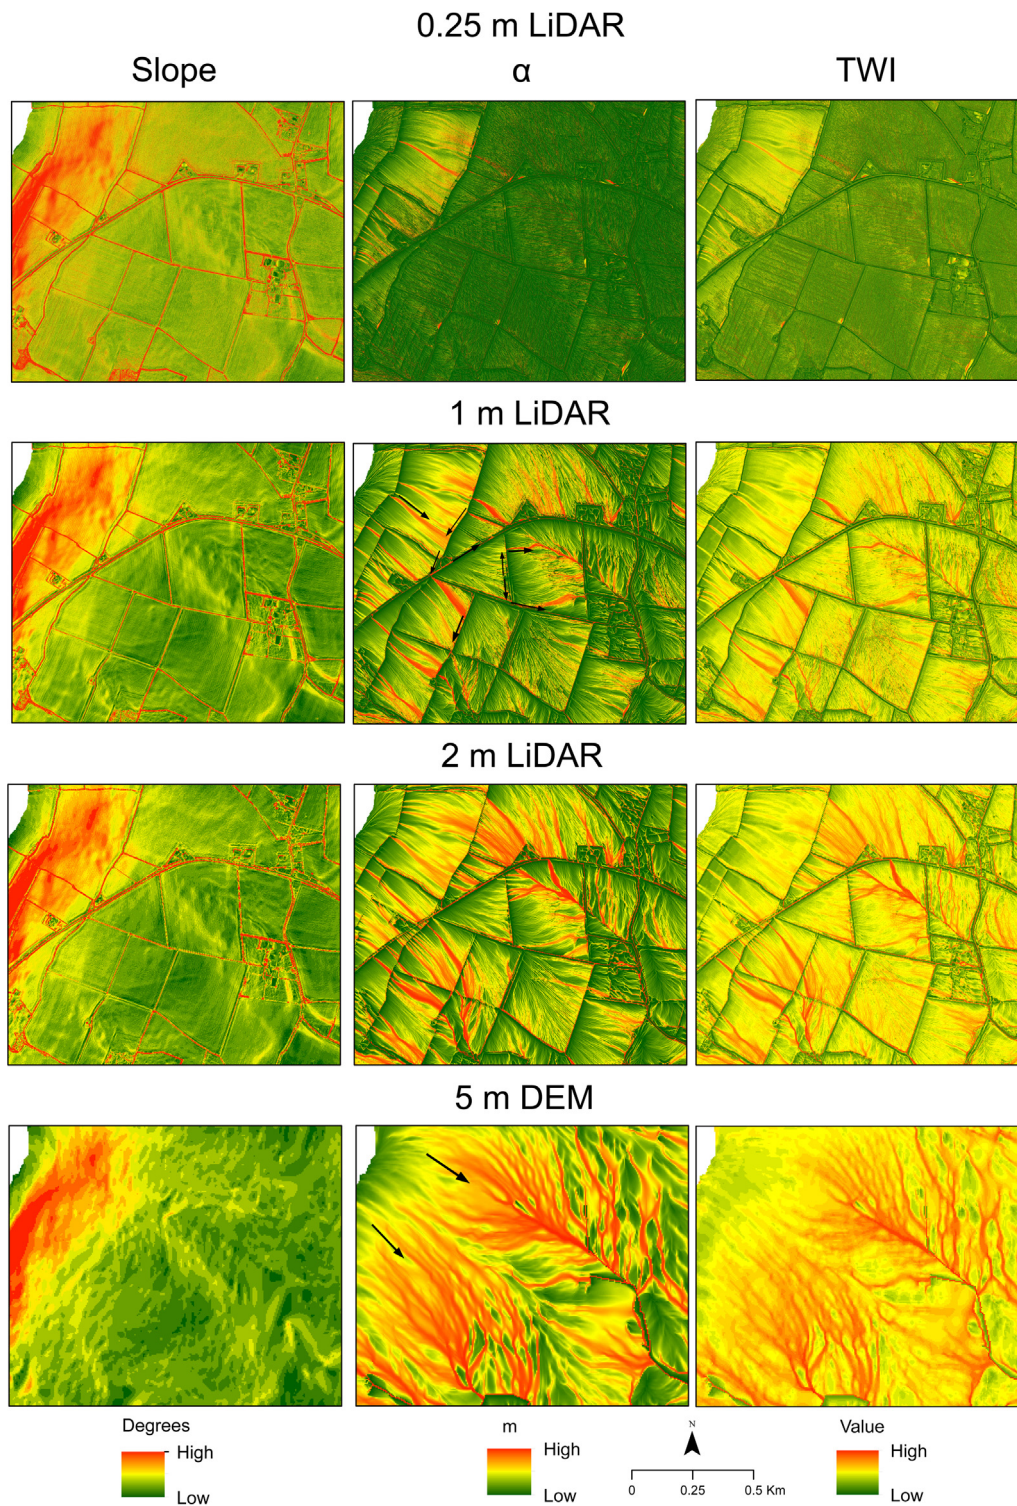 0.25 m LiDAR
Slope α TWI
1 m LiDAR
2 m LiDAR
5 m DEM
Degrees m N Value
High High High
Low Low 0 0.25 0.5 Km Low